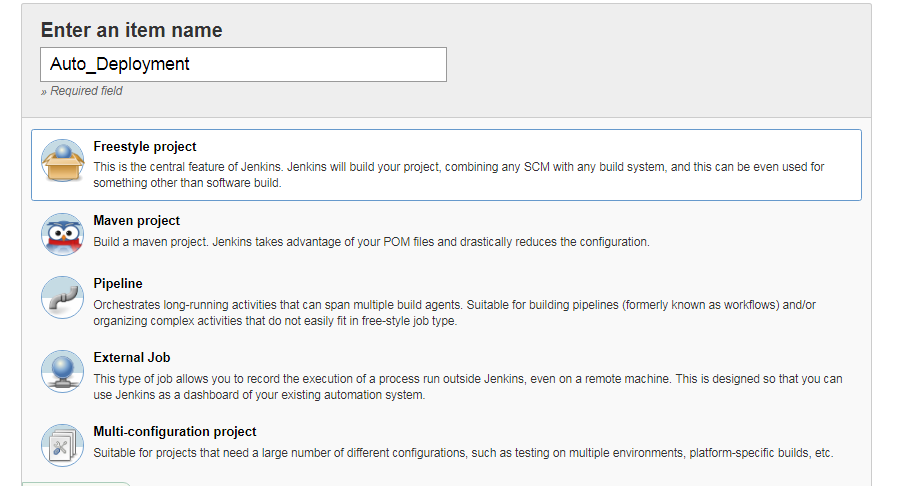 Enter an item name
Auto_Deployment
» Required field
Freestyle project
This is the central feature of Jenkins. Jenkins will build your project, combining any SCM with any build system, and this can be even used for
something other than software build.
Maven project
Build a maven project. Jenkins takes advantage of your POM files and drastically reduces the configuration.
Pipeline
Orchestrates long-running activities that can span multiple build agents. Suitable for building pipelines (formerly known as workflows) and/or
organizing complex activities that do not easily fit in free-style job type.
External Job
This type of job allows you to record the execution of a process run outside Jenkins, even on a remote machine. This is designed so that you can
use Jenkins as a dashboard of your existing automation system.
Multi-configuration project
Suitable for projects that need a large number of different configurations, such as testing on multiple environments, platform-specific builds, etc.